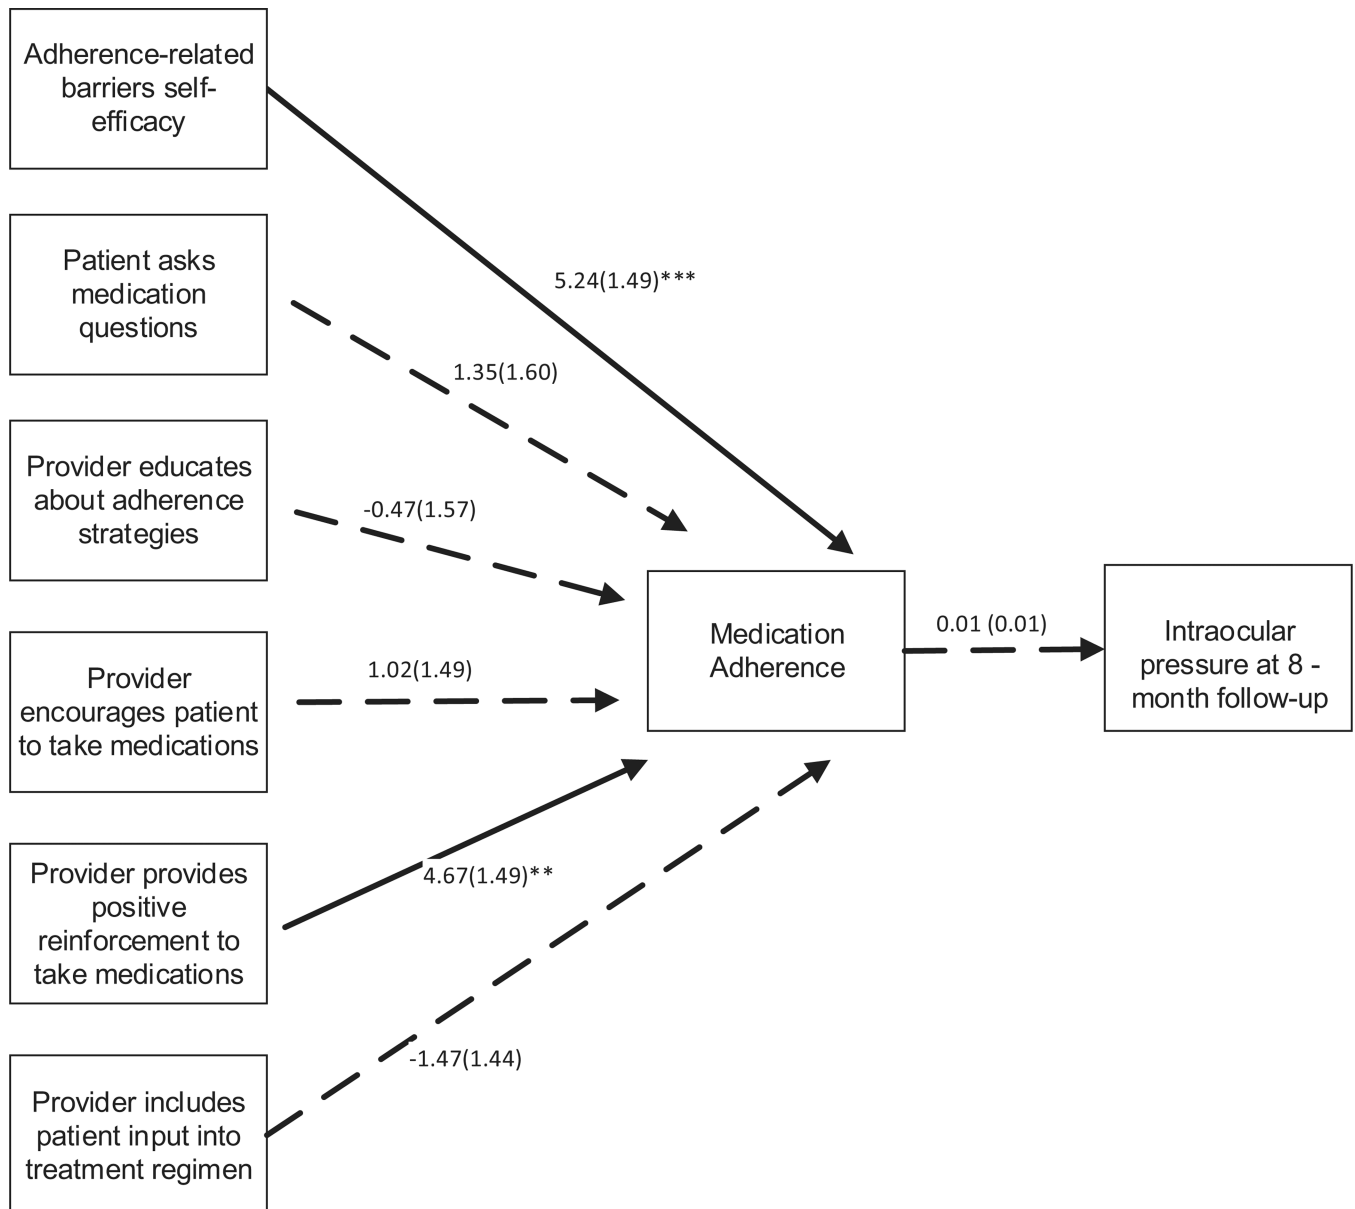 Adherence-related
barriers self-
efficacy
5.24(1.49)***
Patient asks
medication
questions
1.35(1.60)
Provider educates
about adherence
strategies
-0.47(1.57)
Provider
encourages patient
to take medications
1.02(1.49)
Medication
Adherence
0.01 (0.01)
Intraocular
pressure at 8 -
month follow-up
Provider provides
positive
reinforcement to
take medications
4.67(1.49)**
Provider includes
patient input into
treatment regimen
-1.47(1.44)